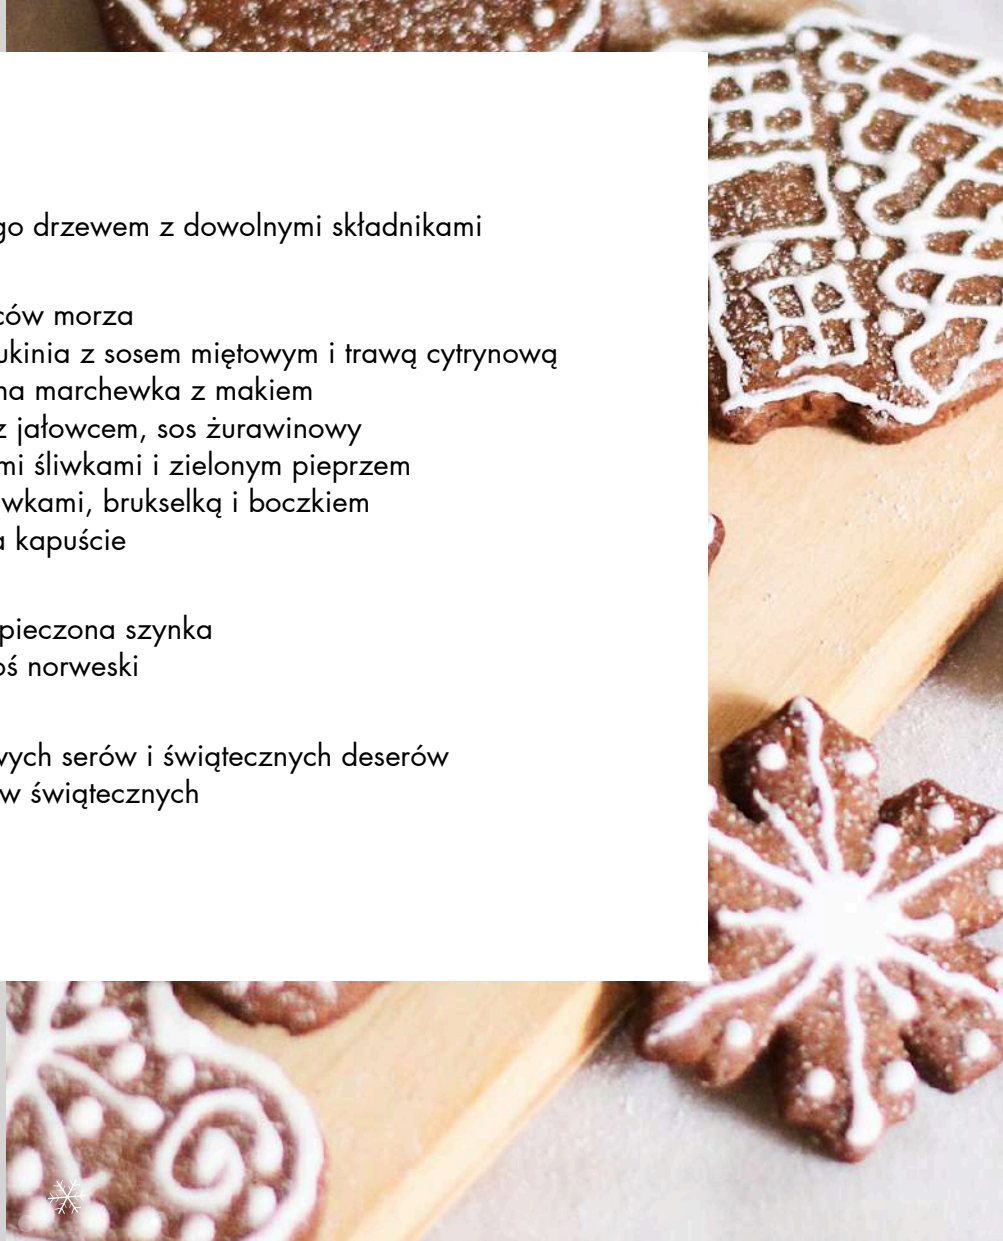 go drzewem z dowolnymi składnikami
ców morza
ukinia z sosem miętowym i trawą cytrynową
na marchewka z makiem
z jałowcem, sos żurawinowy
mi śliwkami i zielonym pieprzem
wkami, brukselką i boczkiem
a kapuście
pieczona szynka
oś norweski
wych serów i świątecznych deserów
w świątecznych